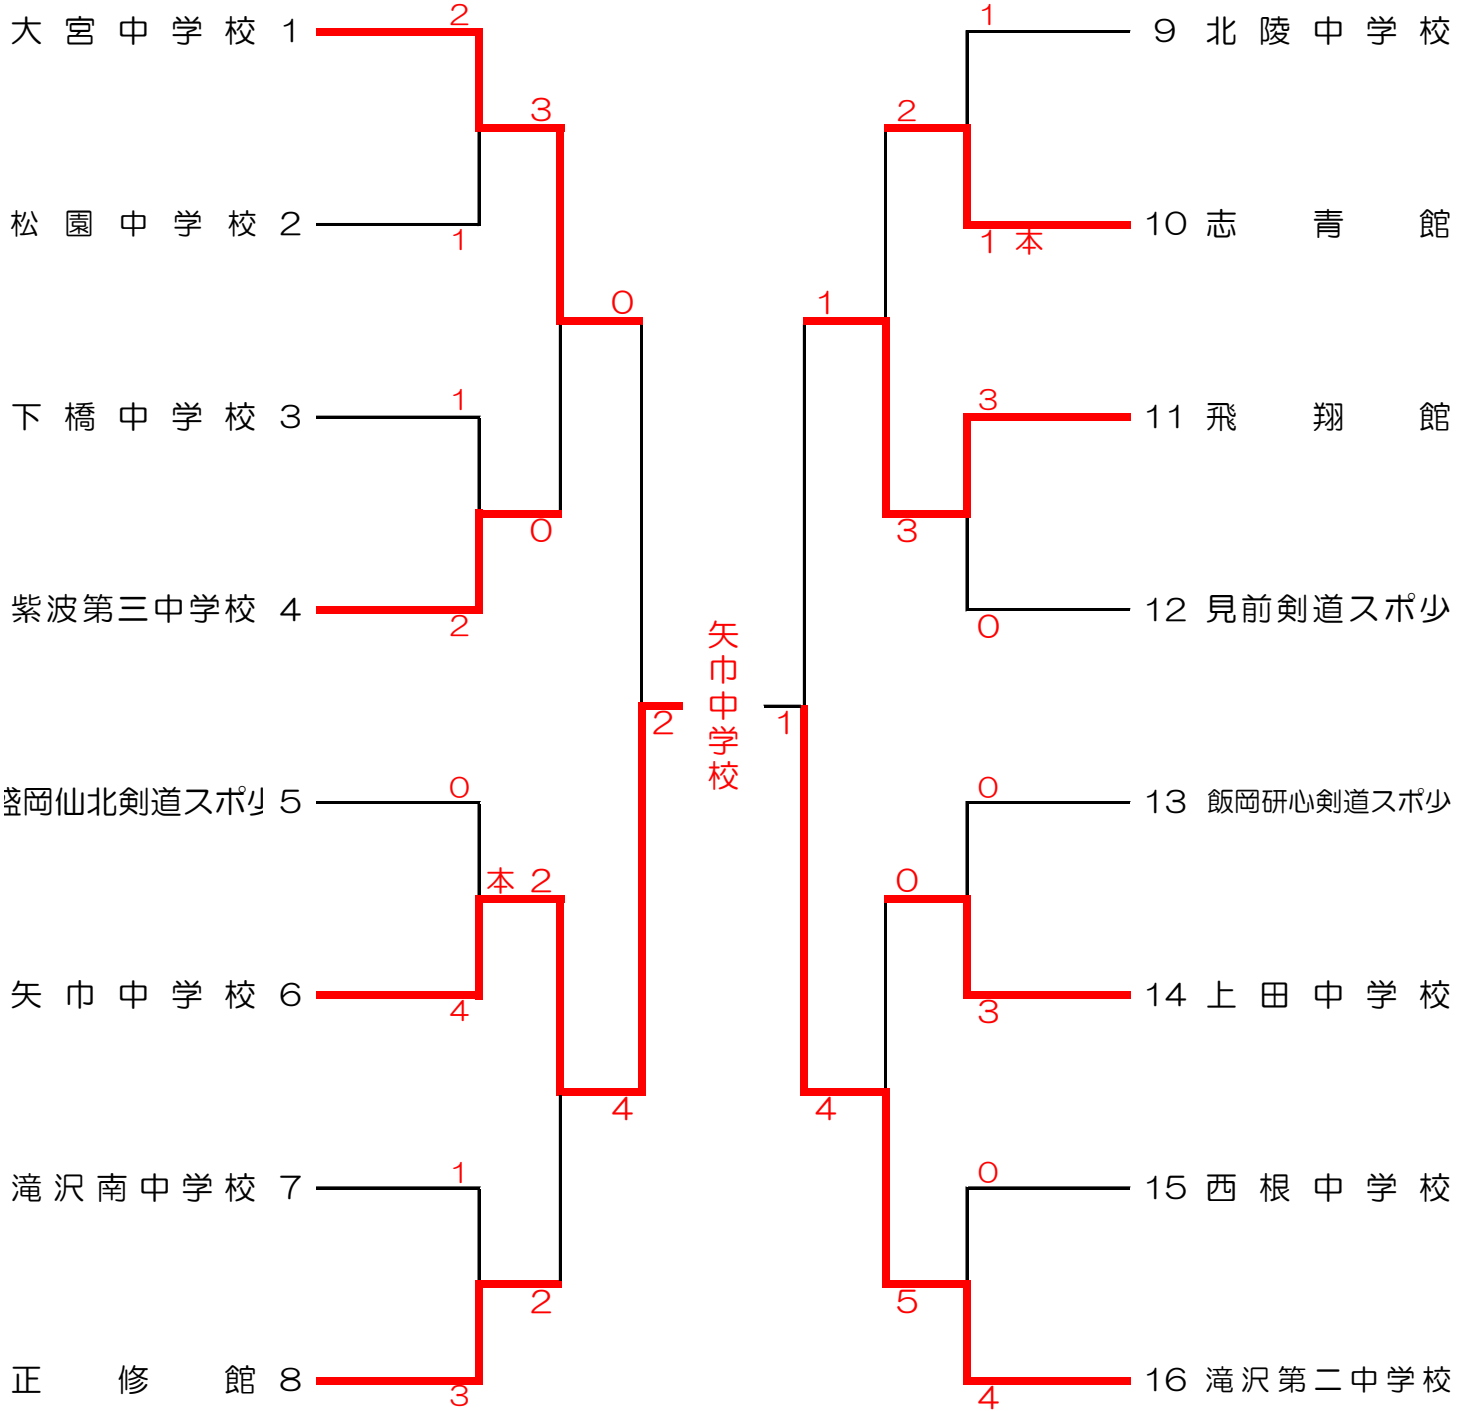 大宮中学校 1
2
松園中学校 2
1
3
下橋中学校 3
1
紫波第三中学校 4
2
0
0
盛岡仙北剣道スポ少 5
0
矢巾中学校 6
4
本 2
滝沢南中学校 7
1
正修館 8
3
2
4
2
矢巾中学校
1
1
9 北陵中学校
2
10 志青館
1 本
1
3
11 飛翔館
3
12 見前剣道スポ少
0
0
13 飯岡研心剣道スポ少
0
14 上田中学校
3
4
0
15 西根中学校
5
16 滝沢第二中学校
4